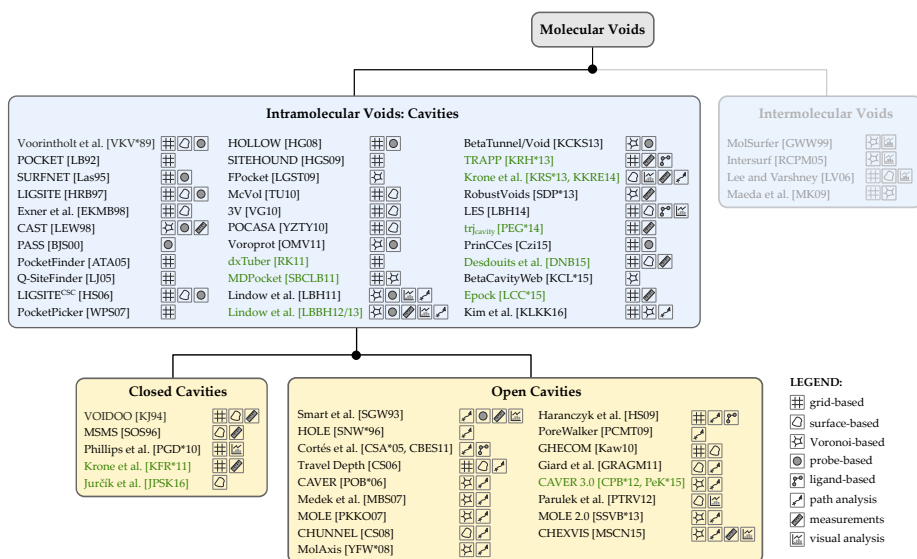 Molecular Voids
Intramolecular Voids: Cavities
Voorintholt et al. [VKV*89]
POCKET [LB92]
SURFNET [Las95]
LIGSITE [HRB97]
Exner et al. [EKMB98]
CAST [LEW98]
PASS [BJS00]
PocketFinder [ATA05]
Q-SiteFinder [LJ05]
LIGSITE^CSC [HS06]
PocketPicker [WPS07]
HOLLOW [HG08]
SITEHOUND [HGS09]
FPocket [LGST09]
McVol [TU10]
3V [VG10]
POCASA [YZTY10]
Voroprot [OMV11]
dxTuber [RK11]
MDPocket [SBCLB11]
Lindow et al. [LBH11]
Lindow et al. [LBBH12/13]
BetaTunnel/Void [KCKS13]
TRAPP [KRH*13]
Krone et al. [KRS*13, KKRE14]
RobustVoids [SDP*13]
LES [LBH14]
trj_cavity [PEG*14]
PrinCCes [Czi15]
Desdouits et al. [DNB15]
BetaCavityWeb [KCL*15]
Epock [LCC*15]
Kim et al. [KLKK16]
Intermolecular Voids
MolSurfer [GWW99]
Intersurf [RCPM05]
Lee and Varshney [LV06]
Maeda et al. [MK09]
Closed Cavities
VOIDOO [KJ94]
MSMS [SOS96]
Phillips et al. [PGD*10]
Krone et al. [KFR*11]
Jurčík et al. [JPSK16]
Open Cavities
Smart et al. [SGW93]
HOLE [SNW*96]
Cortés et al. [CSA*05, CBES11]
Travel Depth [CS06]
CAVER [POB*06]
Medek et al. [MBS07]
MOLE [PKKO07]
CHUNNEL [CS08]
MolAxis [YFW*08]
Haranczyk et al. [HS09]
PoreWalker [PCMT09]
GHECOM [Kaw10]
Giard et al. [GRAGM11]
CAVER 3.0 [CPB*12, PeK*15]
Parulek et al. [PTRV12]
MOLE 2.0 [SSVB*13]
CHEXVIS [MSCN15]
LEGEND:
grid-based
surface-based
Voronoi-based
probe-based
ligand-based
path analysis
measurements
visual analysis